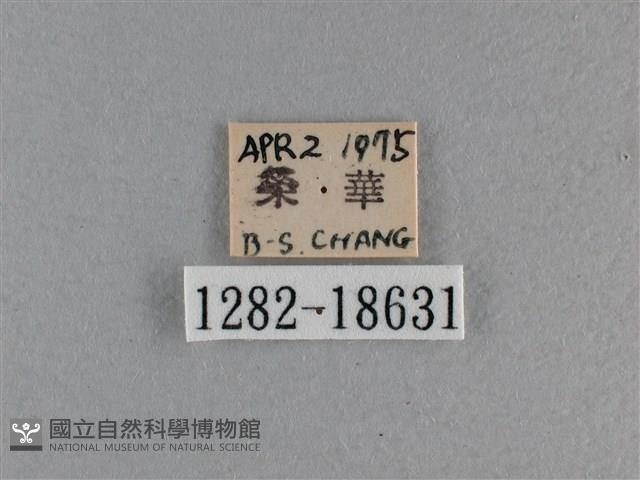 APR 2 1975
榮 · 華
B-S. CHANG
1282-18631
國立自然科學博物館
NATIONAL MUSEUM OF NATURAL SCIENCE